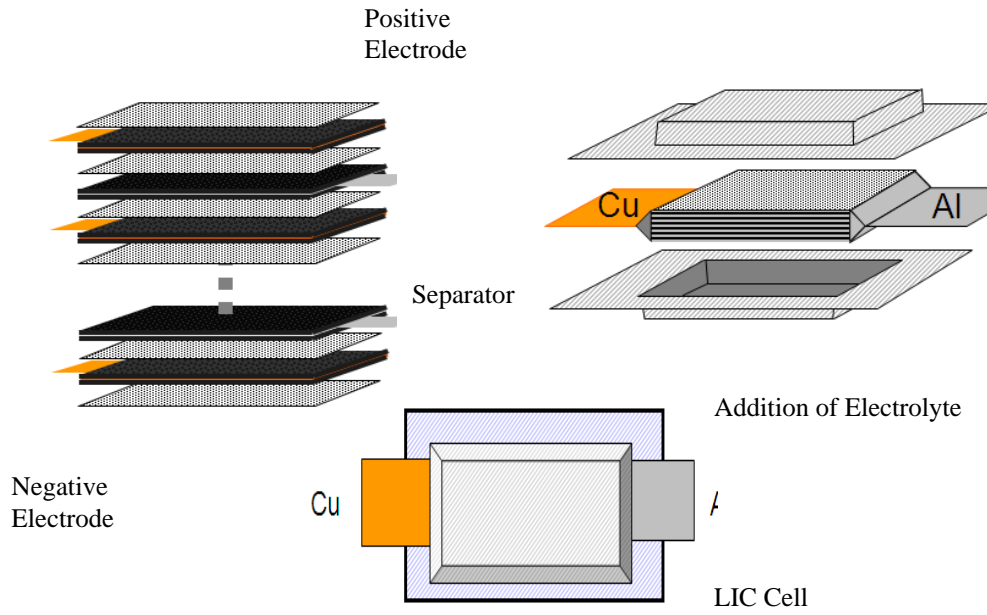 Positive
Electrode
Cu
Al
Separator
Addition of Electrolyte
Negative
Electrode
Cu
LIC Cell